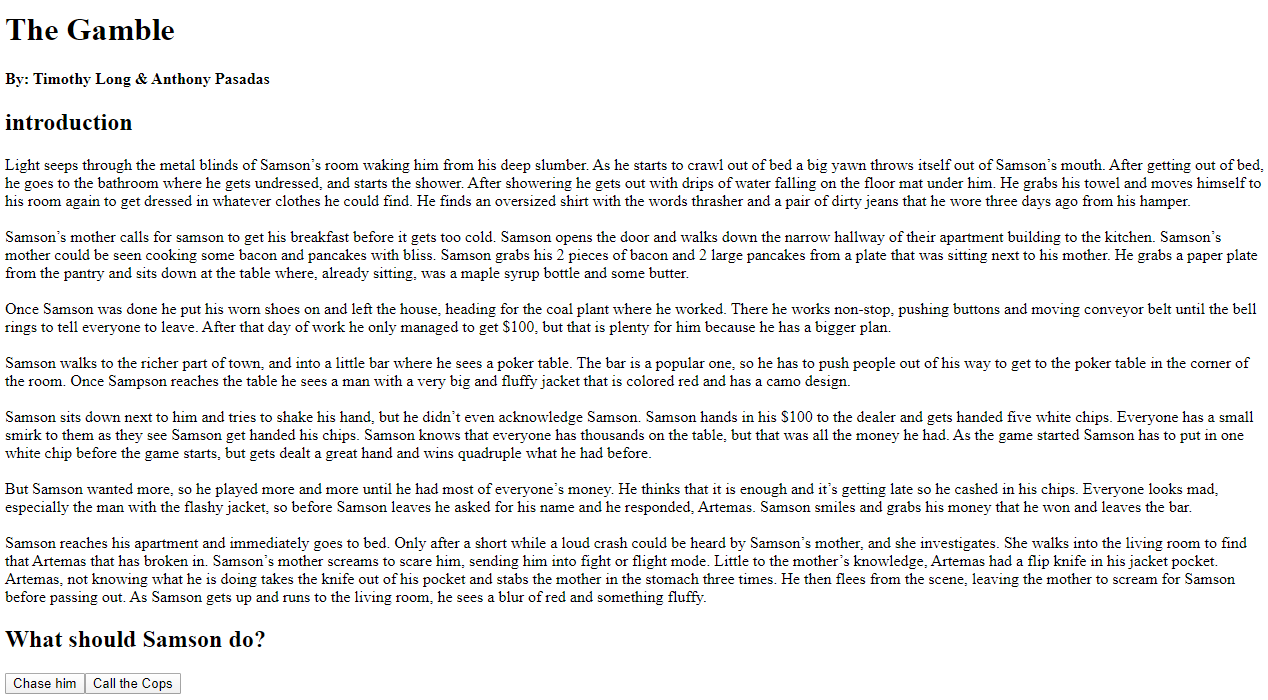 The Gamble
By: Timothy Long & Anthony Pasadas
introduction
Light seeps through the metal blinds of Samson’s room waking him from his deep slumber. As he starts to crawl out of bed a big yawn throws itself out of Samson’s mouth. After getting out of bed,
he goes to the bathroom where he gets undressed, and starts the shower. After showering he gets out with drips of water falling on the floor mat under him. He grabs his towel and moves himself to
his room again to get dressed in whatever clothes he could find. He finds an oversized shirt with the words thrasher and a pair of dirty jeans that he wore three days ago from his hamper.
Samson’s mother calls for samson to get his breakfast before it gets too cold. Samson opens the door and walks down the narrow hallway of their apartment building to the kitchen. Samson’s
mother could be seen cooking some bacon and pancakes with bliss. Samson grabs his 2 pieces of bacon and 2 large pancakes from a plate that was sitting next to his mother. He grabs a paper plate
from the pantry and sits down at the table where, already sitting, was a maple syrup bottle and some butter.
Once Samson was done he put his worn shoes on and left the house, heading for the coal plant where he worked. There he works non-stop, pushing buttons and moving conveyor belt until the bell
rings to tell everyone to leave. After that day of work he only managed to get $100, but that is plenty for him because he has a bigger plan.
Samson walks to the richer part of town, and into a little bar where he sees a poker table. The bar is a popular one, so he has to push people out of his way to get to the poker table in the corner of
the room. Once Sampson reaches the table he sees a man with a very big and fluffy jacket that is colored red and has a camo design.
Samson sits down next to him and tries to shake his hand, but he didn’t even acknowledge Samson. Samson hands in his $100 to the dealer and gets handed five white chips. Everyone has a small
smirk to them as they see Samson get handed his chips. Samson knows that everyone has thousands on the table, but that was all the money he had. As the game started Samson has to put in one
white chip before the game starts, but gets dealt a great hand and wins quadruple what he had before.
But Samson wanted more, so he played more and more until he had most of everyone’s money. He thinks that it is enough and it’s getting late so he cashed in his chips. Everyone looks mad,
especially the man with the flashy jacket, so before Samson leaves he asked for his name and he responded, Artemas. Samson smiles and grabs his money that he won and leaves the bar.
Samson reaches his apartment and immediately goes to bed. Only after a short while a loud crash could be heard by Samson’s mother, and she investigates. She walks into the living room to find
that Artemas that has broken in. Samson’s mother screams to scare him, sending him into fight or flight mode. Little to the mother’s knowledge, Artemas had a flip knife in his jacket pocket.
Artemas, not knowing what he is doing takes the knife out of his pocket and stabs the mother in the stomach three times. He then flees from the scene, leaving the mother to scream for Samson
before passing out. As Samson gets up and runs to the living room, he sees a blur of red and something fluffy.
What should Samson do?
Chase him Call the Cops